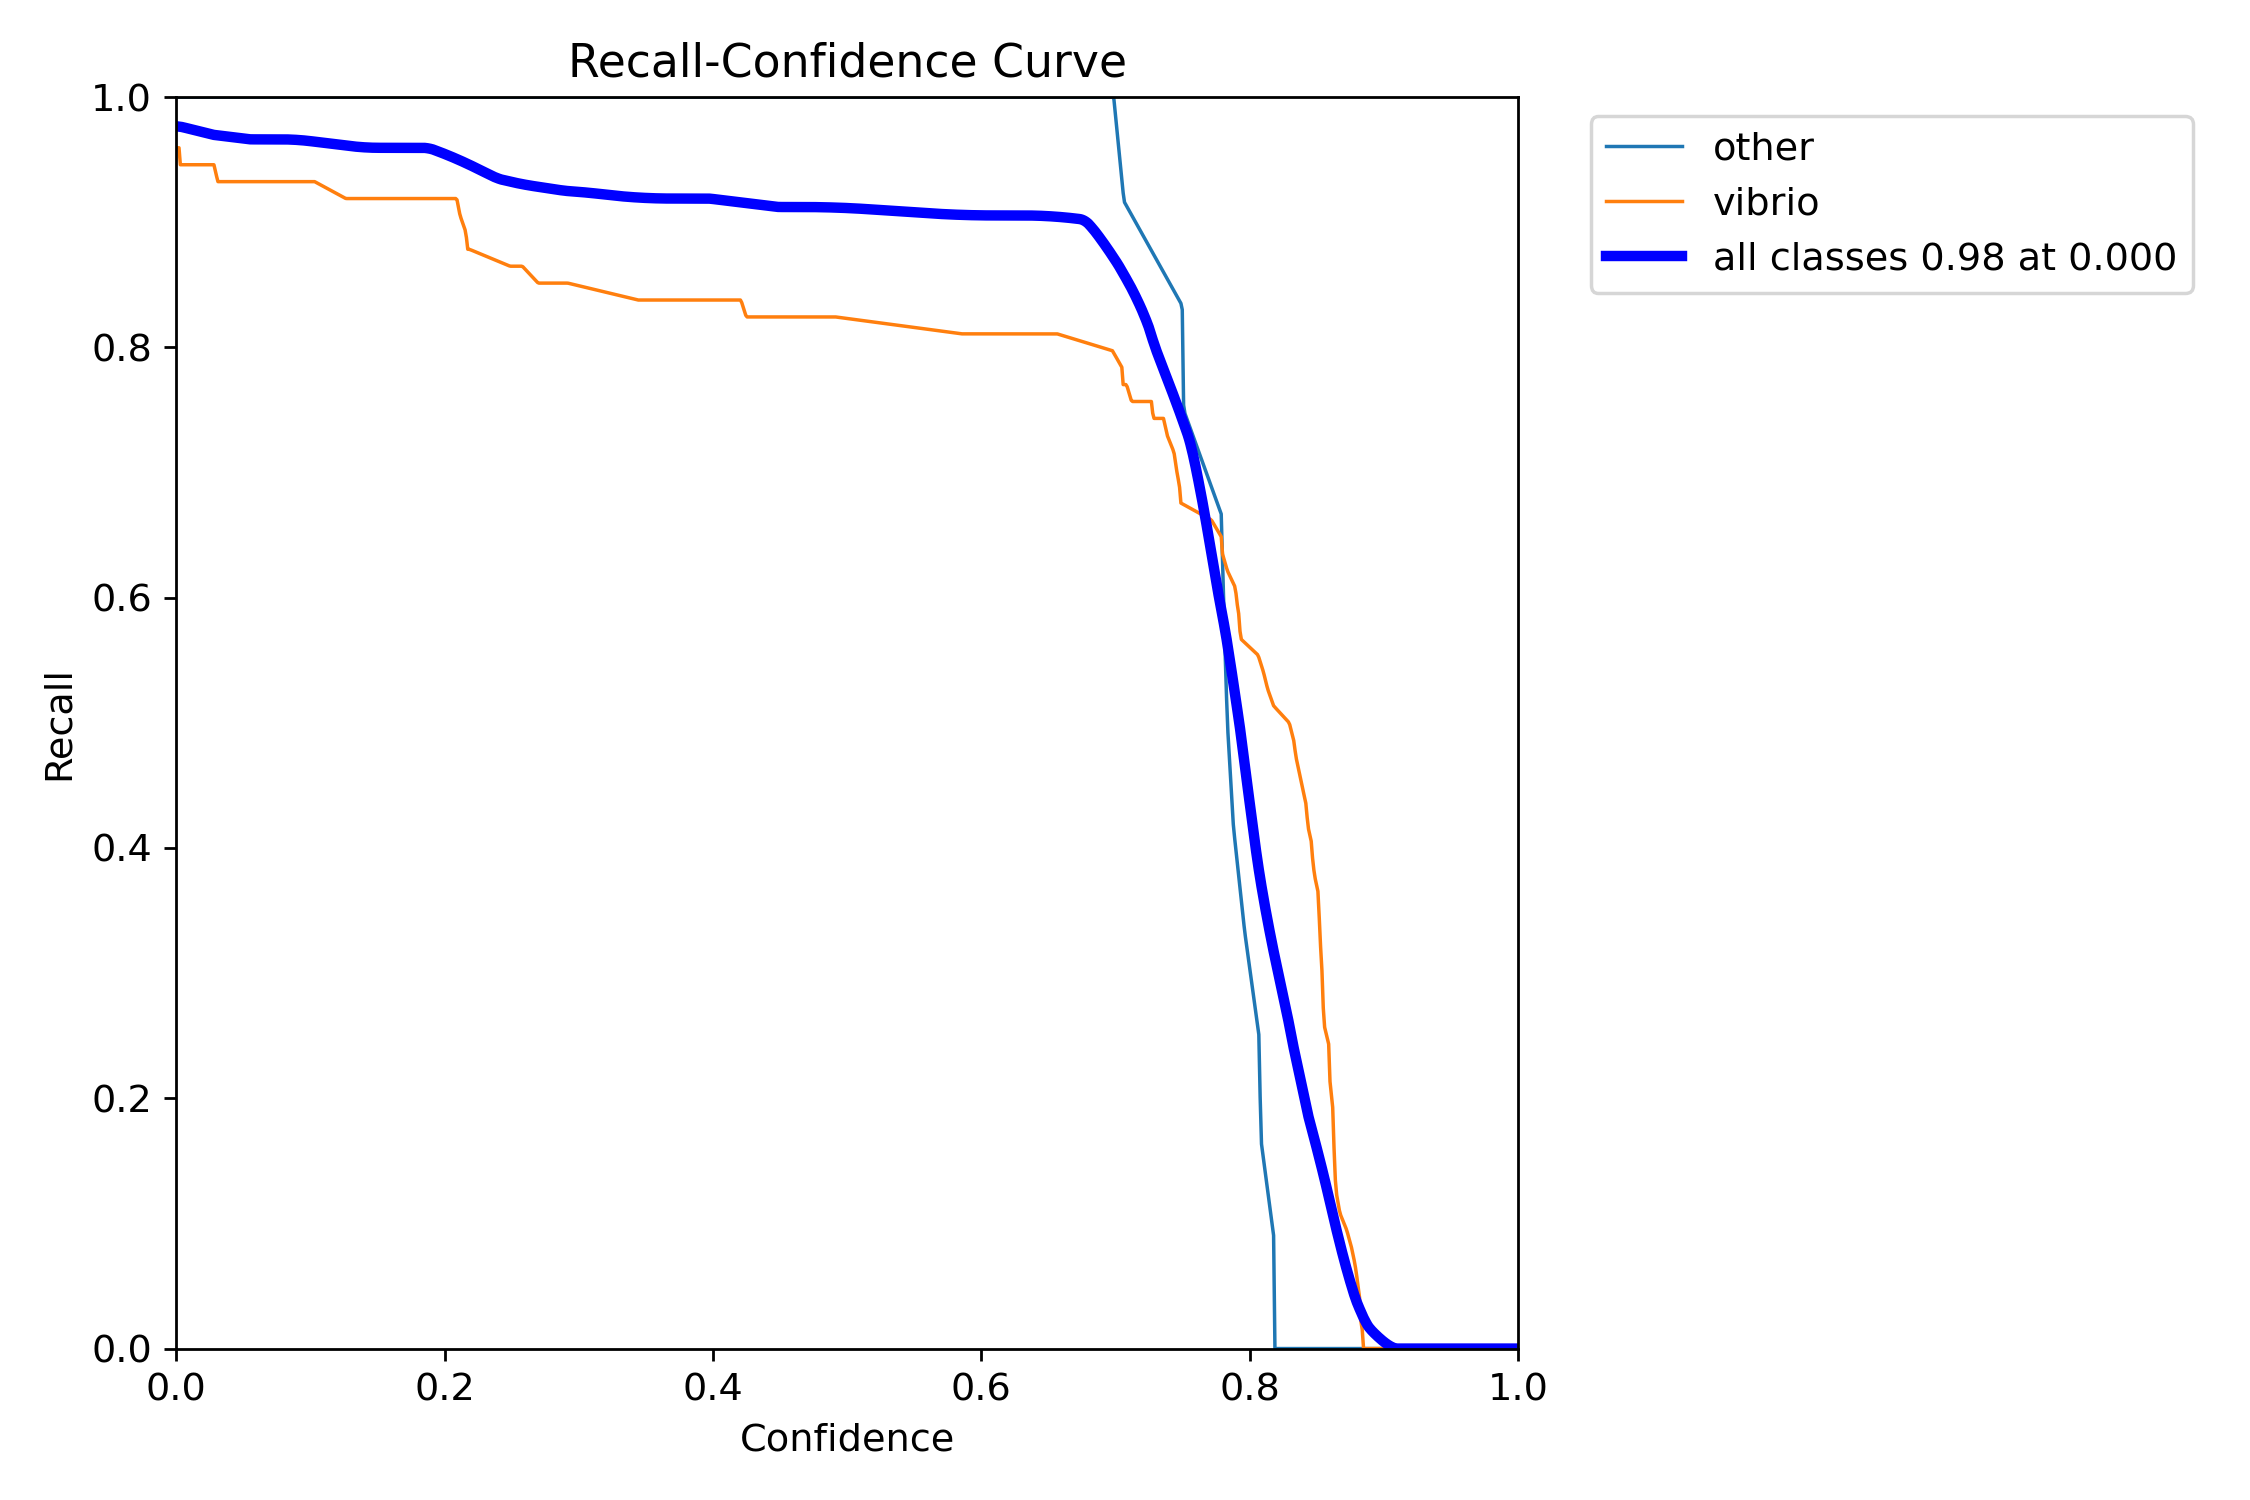 Recall-Confidence Curve
1.0
0.8
0.6
0.4
0.2
0.0
Recall
0.0 0.2 0.4 0.6 0.8 1.0
Confidence
other
vibrio
all classes 0.98 at 0.000